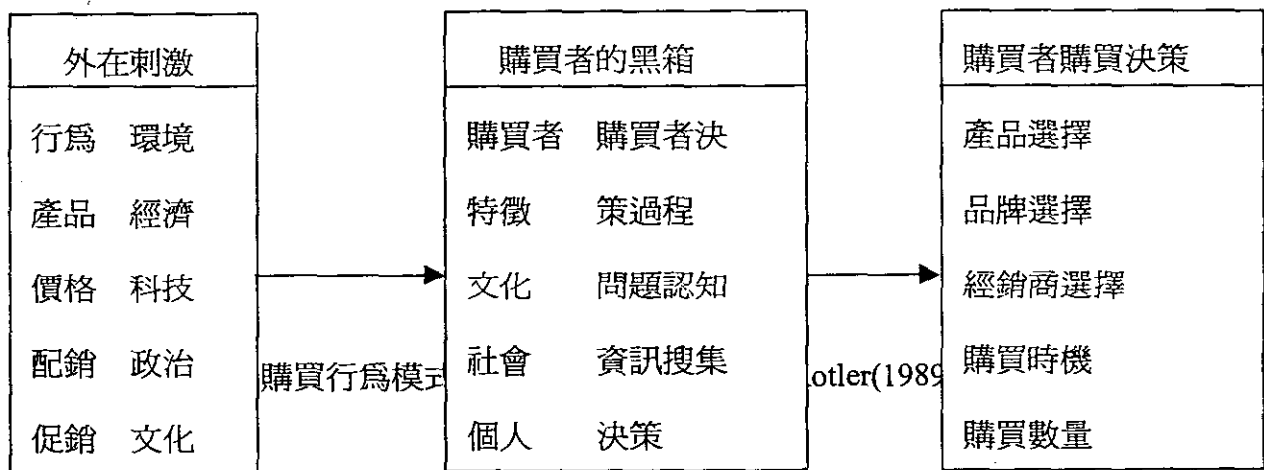 外在刺激
行為 環境
產品 經濟
價格 科技
配銷 政治
促銷 文化
購買行為模式
購買者的黑箱
購買者 購買者決
特徵 策過程
文化 問題認知
社會 資訊搜集
個人 決策
otler(1989
購買者購買決策
產品選擇
品牌選擇
經銷商選擇
購買時機
購買數量